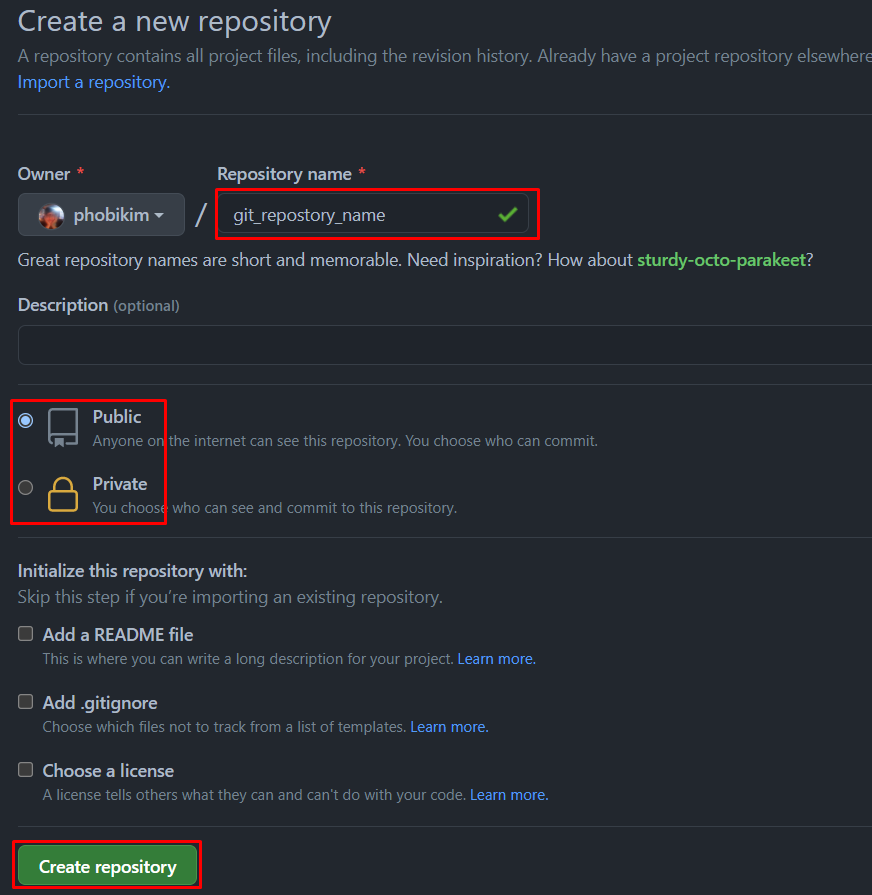 Create a new repository
A repository contains all project files, including the revision history. Already have a project repository elsewhere
Import a repository.
Owner * Repository name *
phobikim / git_repostory_name
Great repository names are short and memorable. Need inspiration? How about sturdy-octo-parakeet?
Description (optional)
Public
Anyone on the internet can see this repository. You choose who can commit.
Private
You choose who can see and commit to this repository.
Initialize this repository with:
Skip this step if you're importing an existing repository.
Add a README file
This is where you can write a long description for your project. Learn more.
Add .gitignore
Choose which files not to track from a list of templates. Learn more.
Choose a license
A license tells others what they can and can't do with your code. Learn more.
Create repository